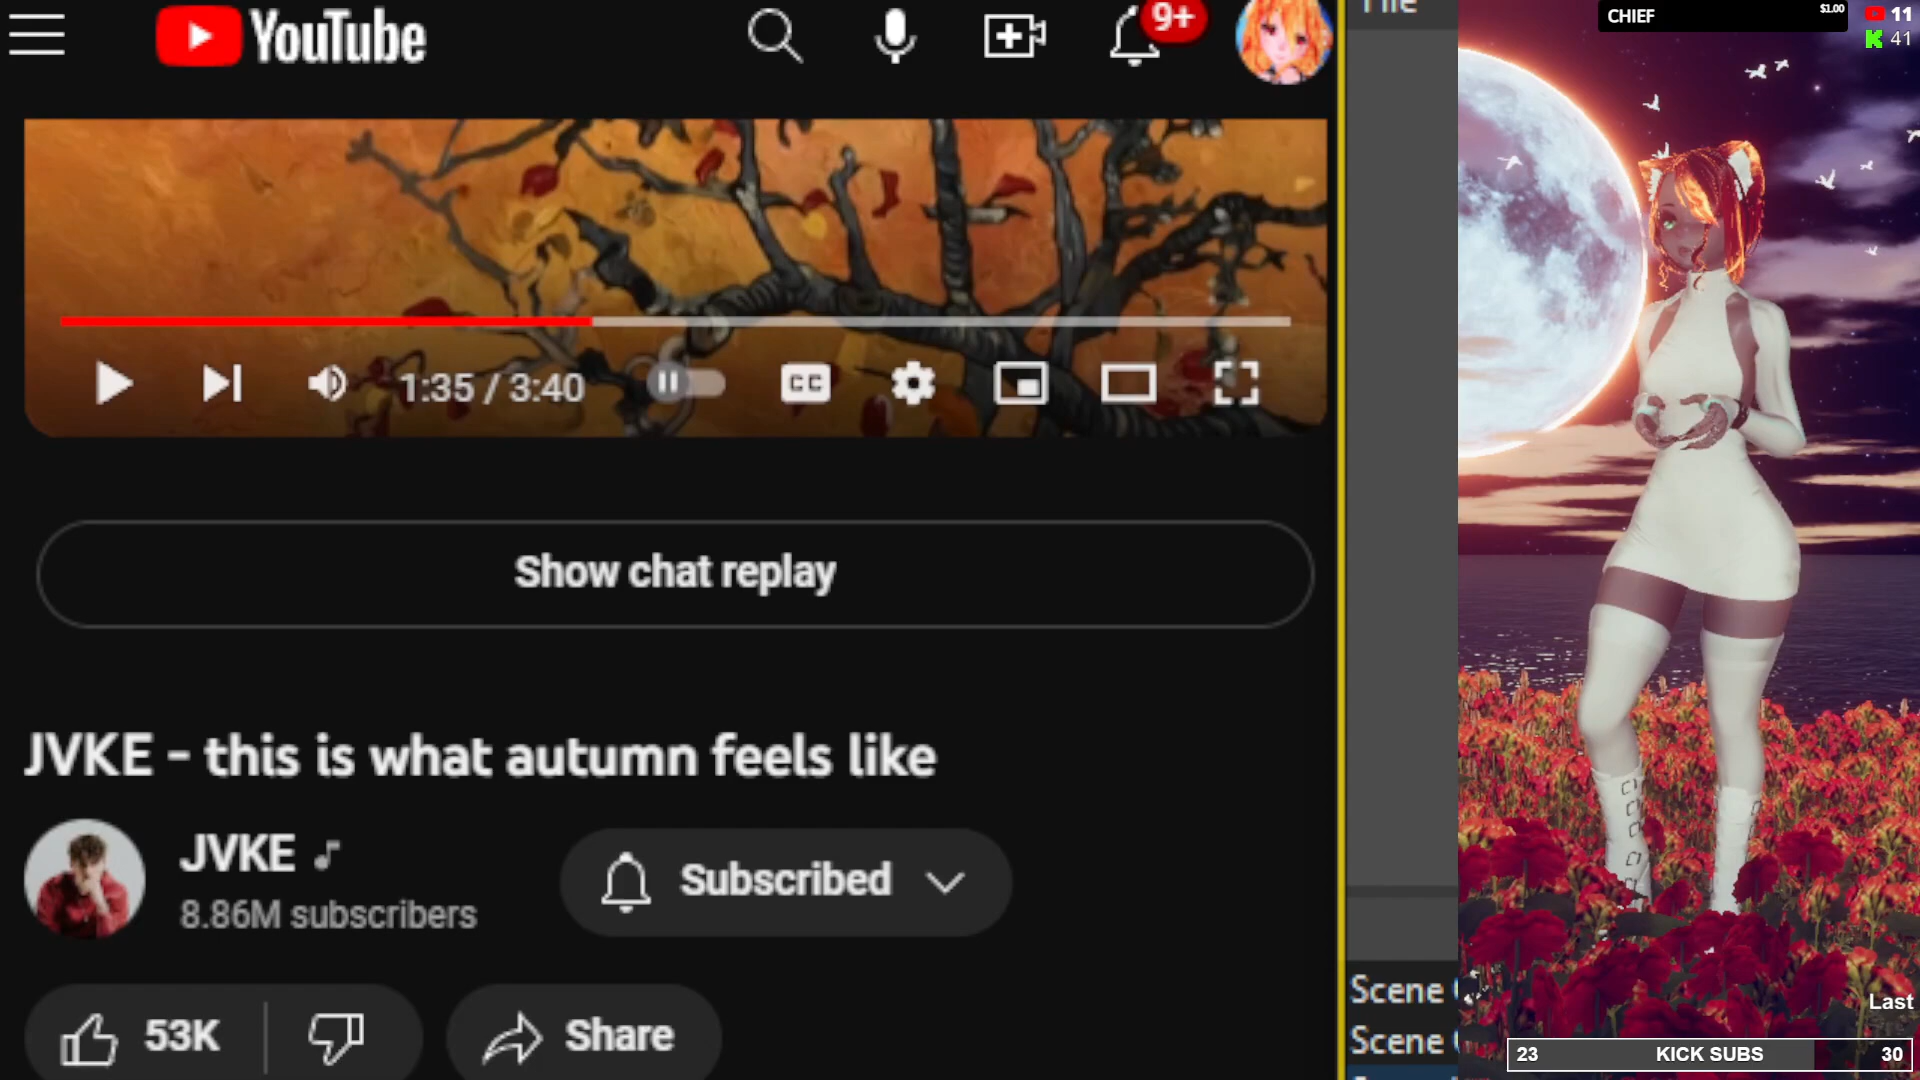 YouTube
9+
1:35 / 3:40
CC
Show chat replay
JVKE - this is what autumn feels like
JVKE
8.86M subscribers
Subscribed
53K
Share
Scene
Scene
CHIEF
$1.00
11
K 41
Last
23 KICK SUBS 30